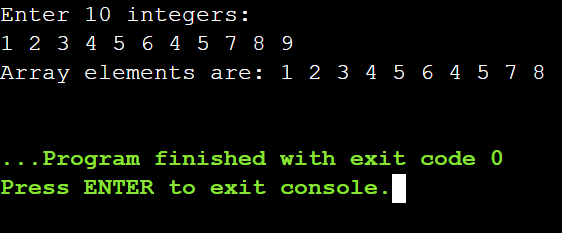 Enter 10 integers:
1 2 3 4 5 6 4 5 7 8 9
Array elements are: 1 2 3 4 5 6 4 5 7 8
...Program finished with exit code 0
Press ENTER to exit console.